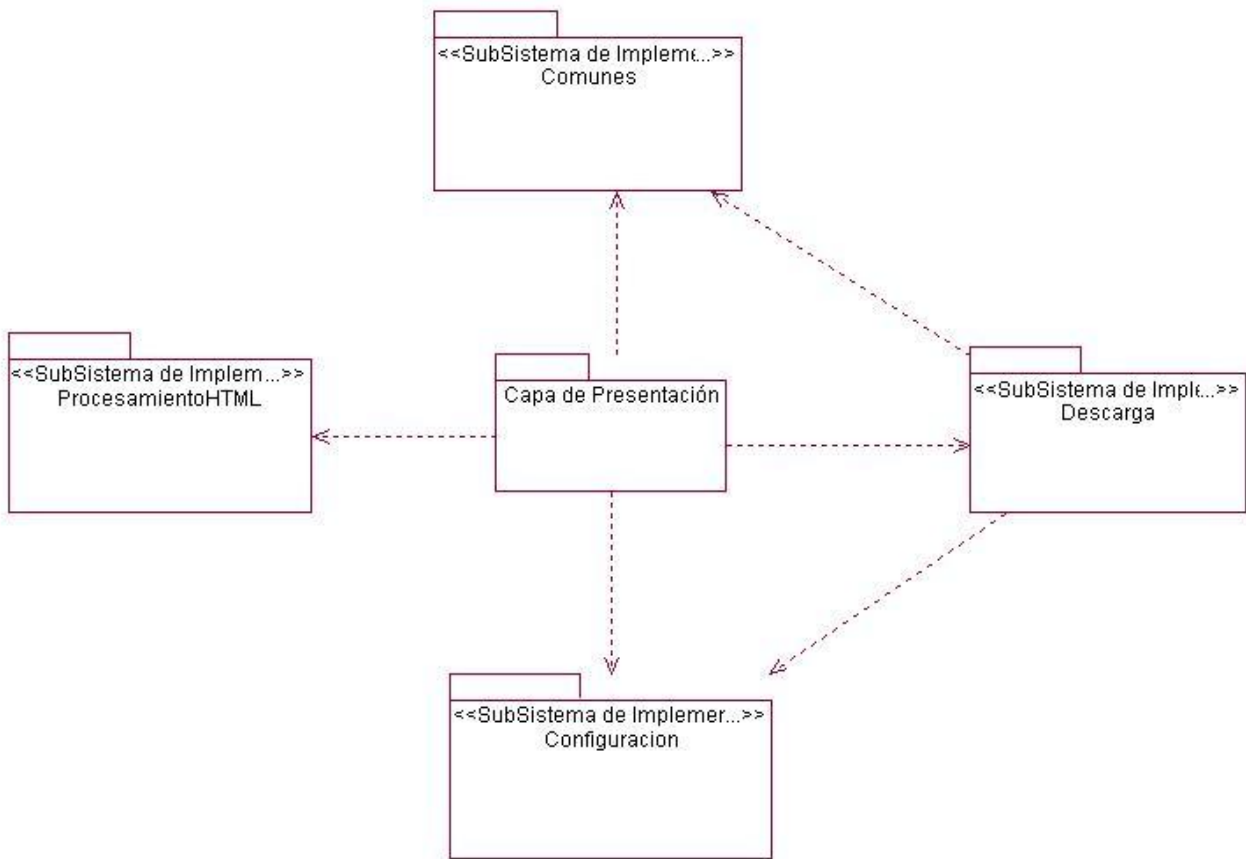 <<SubSistema de Impleme...>>
Comunes
<<SubSistema de Implem...>>
ProcesamientoHTML
Capa de Presentación
<<SubSistema de Imple...>>
Descarga
<<SubSistema de Implemer...>>
Configuracion